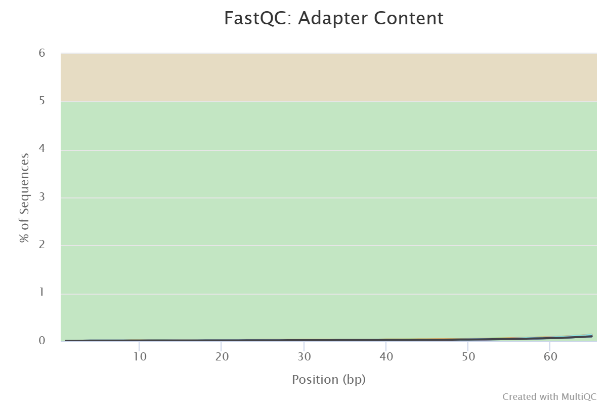 FastQC: Adapter Content
6
5
4
3
2
1
0
% of Sequences
10 20 30 40 50 60
Position (bp)
Created with MultiQC